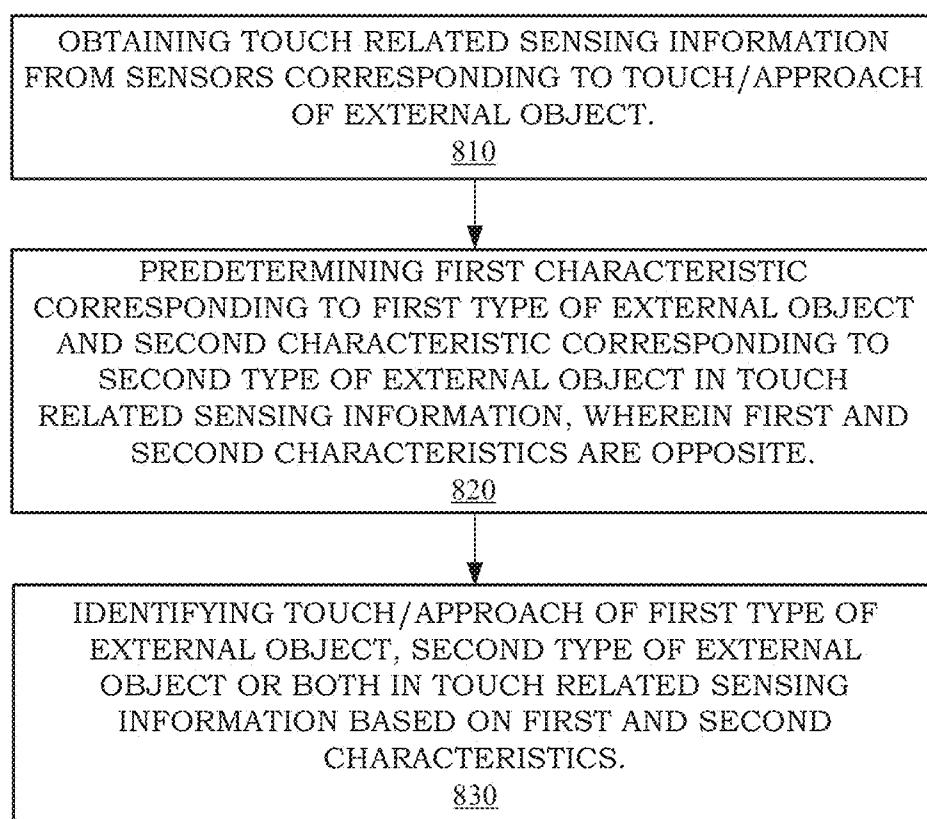 OBTAINING TOUCH RELATED SENSING INFORMATION
FROM SENSORS CORRESPONDING TO TOUCH/APPROACH
OF EXTERNAL OBJECT.
810
PREDETERMINING FIRST CHARACTERISTIC
CORRESPONDING TO FIRST TYPE OF EXTERNAL OBJECT
AND SECOND CHARACTERISTIC CORRESPONDING TO
SECOND TYPE OF EXTERNAL OBJECT IN TOUCH
RELATED SENSING INFORMATION, WHEREIN FIRST AND
SECOND CHARACTERISTICS ARE OPPOSITE.
820
IDENTIFYING TOUCH/APPROACH OF FIRST TYPE OF
EXTERNAL OBJECT, SECOND TYPE OF EXTERNAL
OBJECT OR BOTH IN TOUCH RELATED SENSING
INFORMATION BASED ON FIRST AND SECOND
CHARACTERISTICS.
830